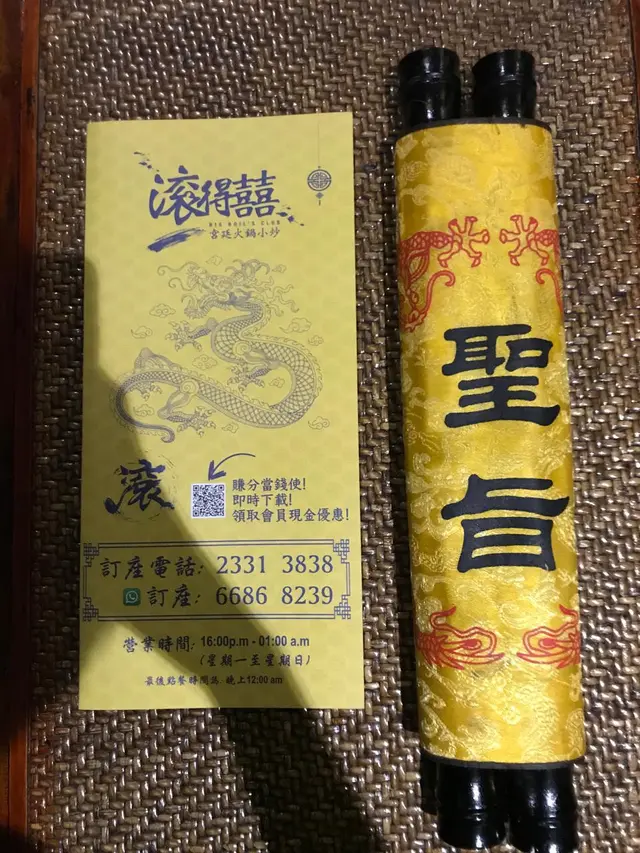 滾得囍
BIG BOIL'S CLUB
宮廷火鍋小炒
滾
賺分當錢使!
即時下載!
領取會員現金優惠!
訂座電話: 2331 3838
訂座: 6686 8239
營業時間: 16:00p.m - 01:00 a.m
(星期一至星期日)
最後點餐時間為 晚上12:00 am
聖旨